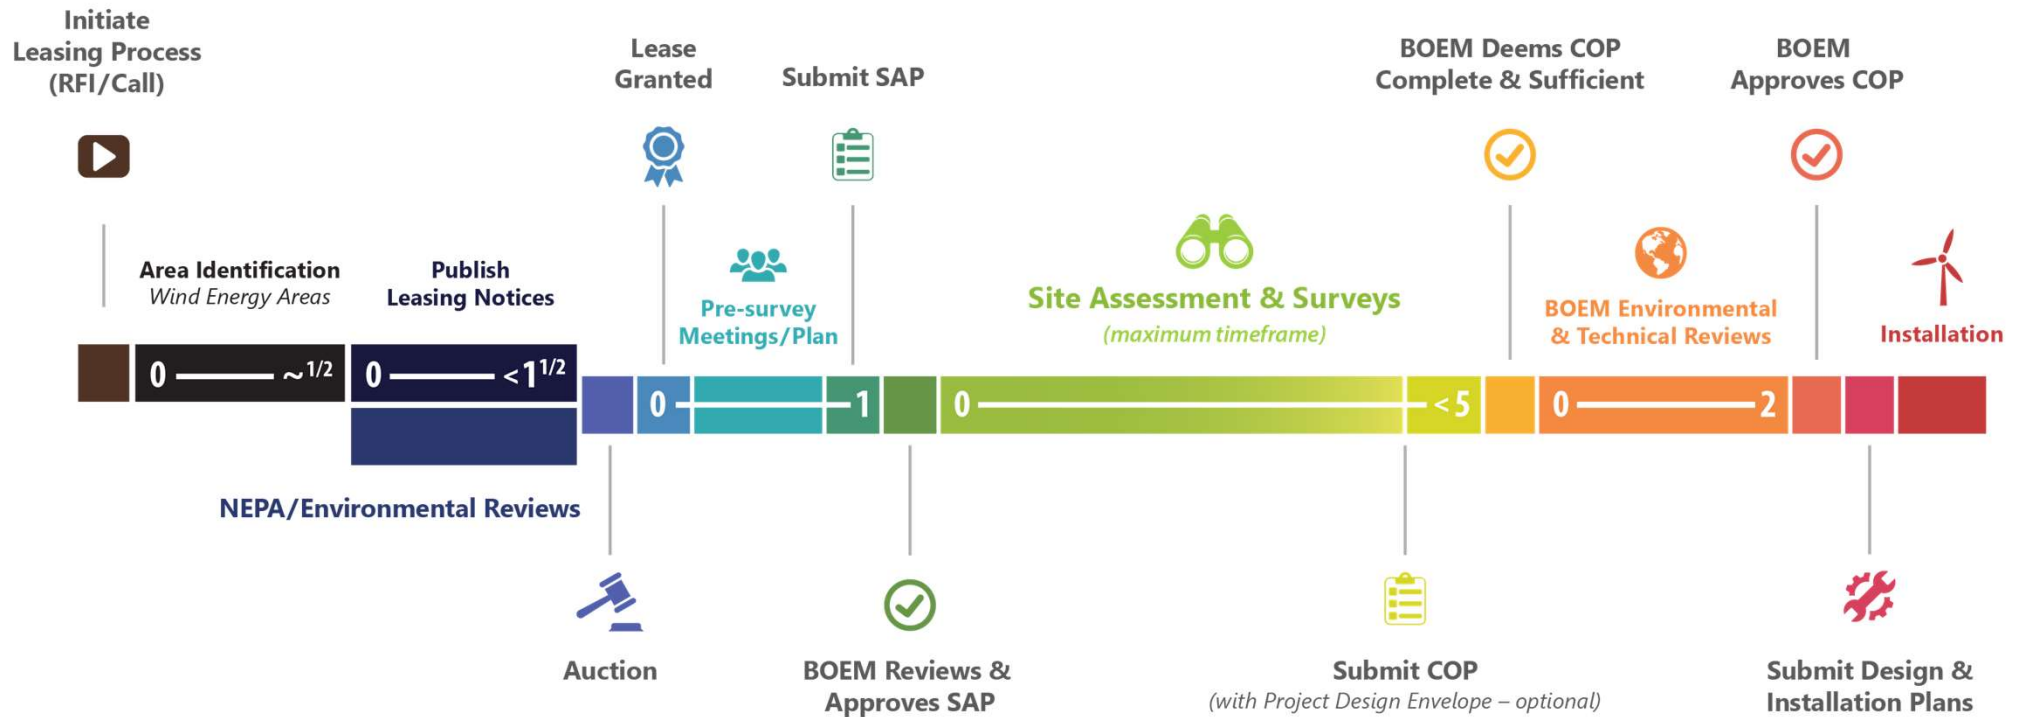 Initiate
Leasing Process
(RFI/Call)
Lease
Granted
Submit SAP
BOEM Deems COP
Complete & Sufficient
BOEM
Approves COP
Area Identification
Wind Energy Areas
Publish
Leasing Notices
Pre-survey
Meetings/Plan
Site Assessment & Surveys
(maximum timeframe)
BOEM Environmental
& Technical Reviews
Installation
0 ~1/2
0 <1 1/2
0 1
0 <5
0 2
NEPA/Environmental Reviews
Auction
BOEM Reviews &
Approves SAP
Submit COP
(with Project Design Envelope – optional)
Submit Design &
Installation Plans